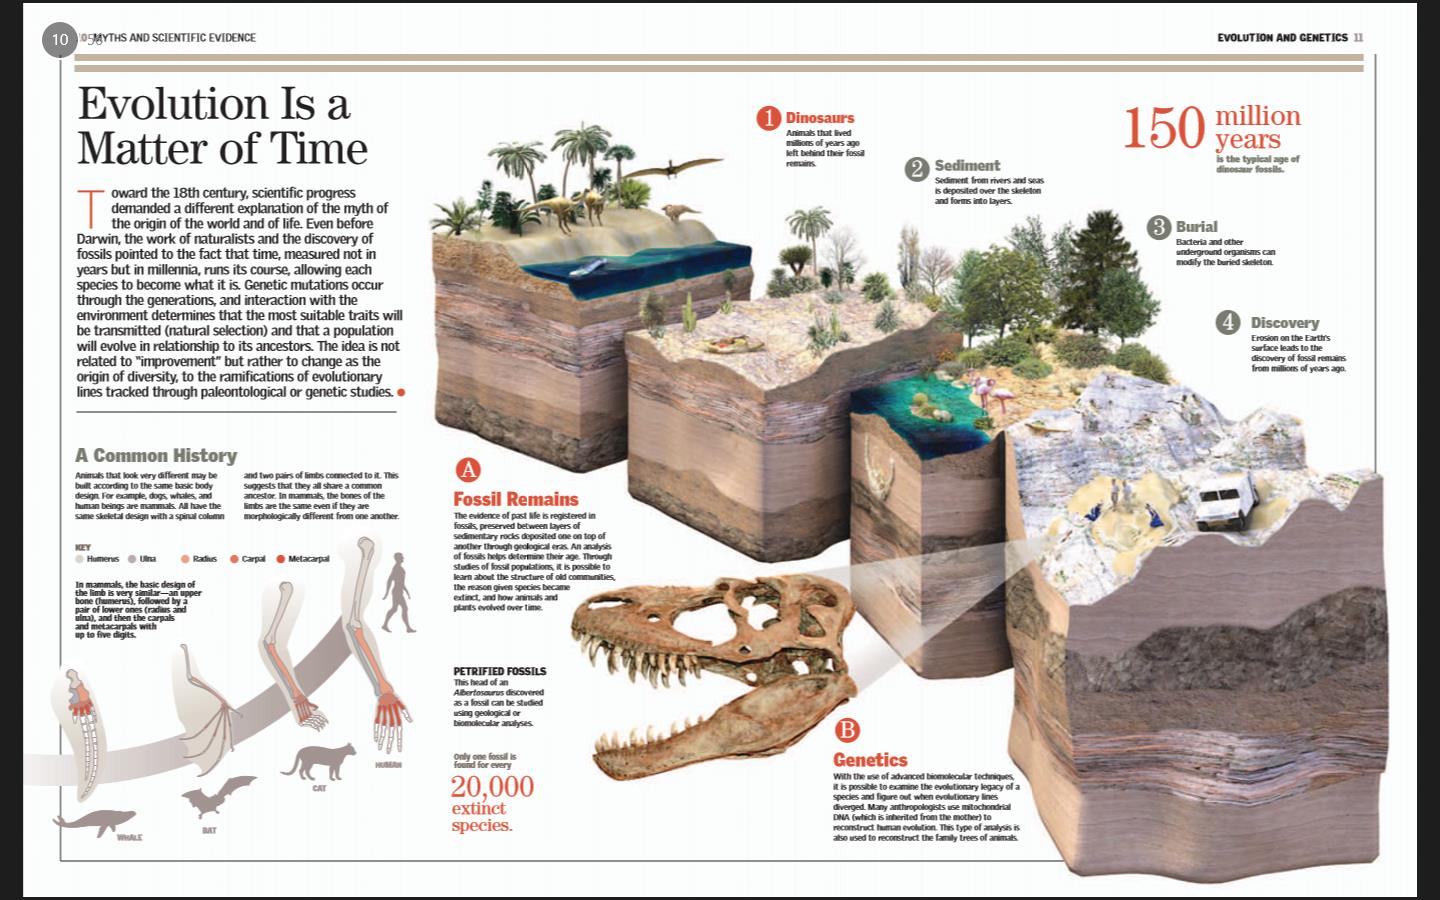 10
MYTHS AND SCIENTIFIC EVIDENCE
EVOLUTION AND GENETICS 11
Evolution Is a
Matter of Time
Toward the 18th century, scientific progress
demanded a different explanation of the myth of
the origin of the world and of life. Even before
Darwin, the work of naturalists and the discovery of
fossils pointed to the fact that time, measured not in
years but in millennia, runs its course, allowing each
species to become what it is. Genetic mutations occur
through the generations, and interaction with the
environment determines that the most suitable traits will
be transmitted (natural selection) and that a population
will evolve in relationship to its ancestors. The idea is not
related to "improvement" but rather to change as the
origin of diversity, to the ramifications of evolutionary
lines tracked through paleontological or genetic studies.
A Common History
Animals that look very different may be
built according to the same basic body
design. For example, dogs, whales, and
human beings are mammals. All have the
same skeletal design with a spinal column
and two pairs of limbs connected to it. This
suggests that they all share a common
ancestor. In mammals, the bones of the
limbs are the same even if they are
morphologically different from one another.
KEY
Humerus Ulna Radius Carpal Metacarpal
In mammals, the basic design of
the limb is very similar—an upper
bone (humerus), followed by a
pair of lower ones (radius and
ulna), and then the carpals
and metacarpals with
up to five digits.
WHALE
BAT
CAT
HUMAN
1 Dinosaurs
Animals that lived
millions of years ago
left behind their fossil
remains.
2 Sediment
Sediment from rivers and seas
is deposited over the skeleton
and forms into layers.
150 million
years
is the typical age of
dinosaur fossils.
3 Burial
Bacteria and other
underground organisms can
modify the buried skeleton.
4 Discovery
Erosion on the Earth's
surface leads to the
discovery of fossil remains
from millions of years ago.
A
Fossil Remains
The evidence of past life is registered in
fossils, preserved between layers of
sedimentary rocks deposited one on top of
another through geological eras. An analysis
of fossils helps determine their age. Through
studies of fossil populations, it is possible to
learn about the structure of old communities,
the reason given species became
extinct, and how animals and
plants evolved over time.
PETRIFIED FOSSILS
This head of an
Albertosaurus discovered
as a fossil can be studied
using geological or
biomolecular analyses.
Only one fossil is
found for every
20,000
extinct
species.
B
Genetics
With the use of advanced biomolecular techniques,
it is possible to examine the evolutionary legacy of a
species and figure out when evolutionary lines
diverged. Many anthropologists use mitochondrial
DNA (which is inherited from the mother) to
reconstruct human evolution. This type of analysis is
also used to reconstruct the family trees of animals.